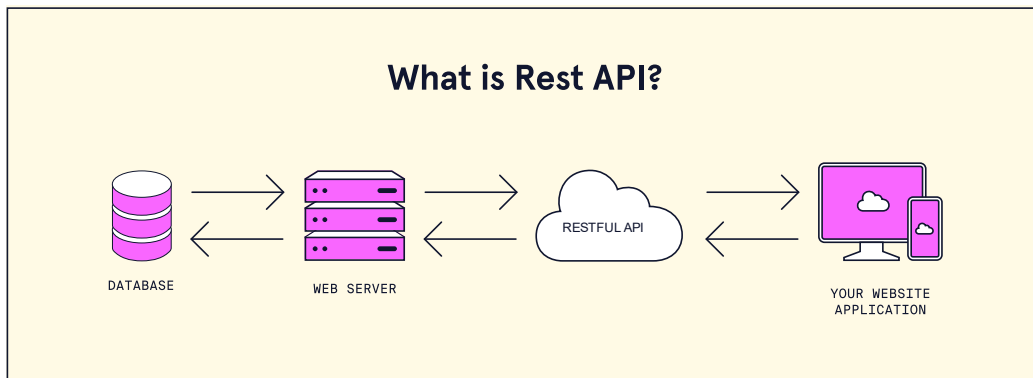 What is Rest API?
RESTFUL API
DATABASE
WEB SERVER
YOUR WEBSITE
APPLICATION